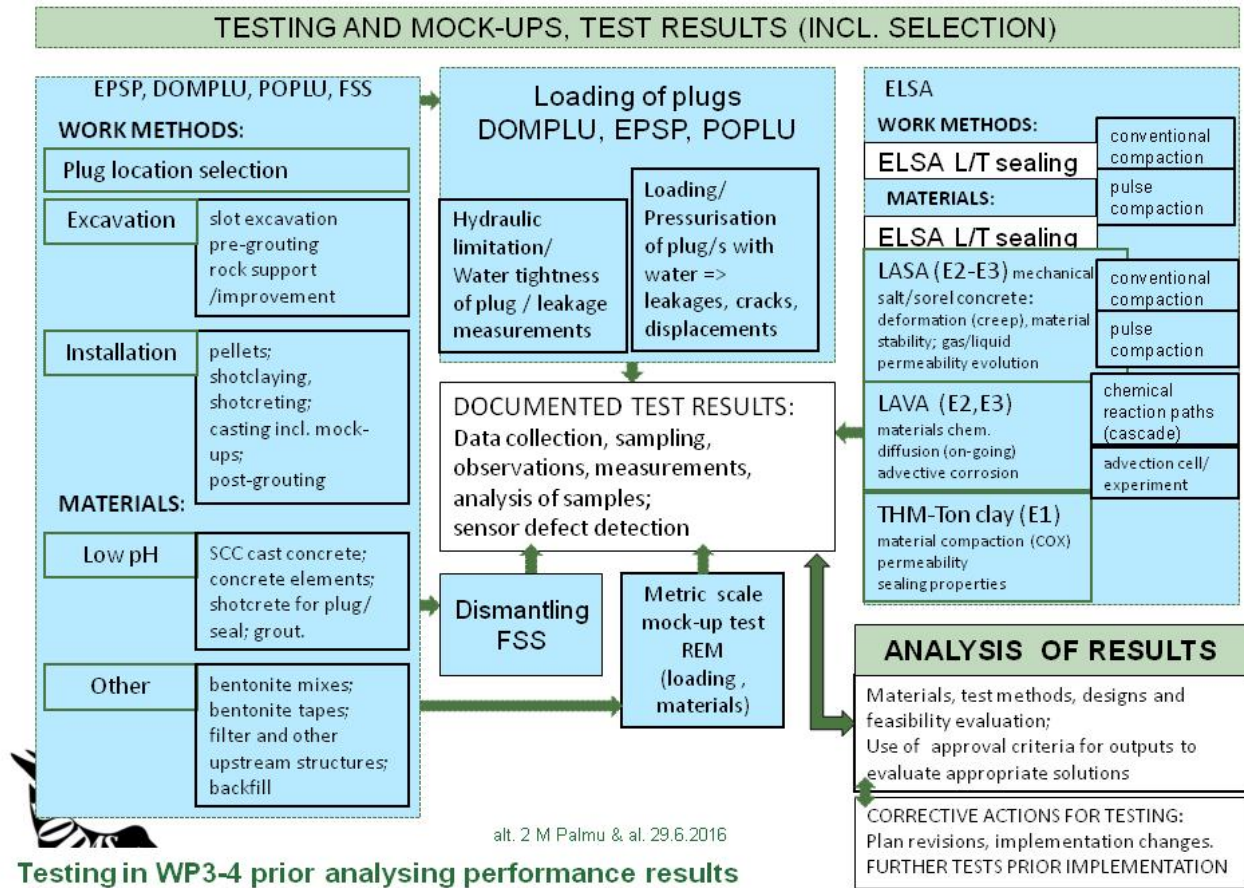 TESTING AND MOCK-UPS, TEST RESULTS (INCL. SELECTION)
EPSP, DOMPLU, POPLU, FSS
WORK METHODS:
Plug location selection
Excavation
slot excavation
pre-grouting
rock support
/improvement
Installation
pellets;
shotclaying,
shotcreting;
casting incl. mock-
ups;
post-grouting
MATERIALS:
Low pH
SCC cast concrete;
concrete elements;
shotcrete for plug/
seal; grout.
Other
bentonite mixes;
bentonite tapes;
filter and other
upstream structures;
backfill
Loading of plugs
DOMPLU, EPSP, POPLU
Hydraulic
limitation/
Water tightness
of plug / leakage
measurements
Loading/
Pressurisation
of plug/s with
water =>
leakages, cracks,
displacements
DOCUMENTED TEST RESULTS:
Data collection, sampling,
observations, measurements,
analysis of samples;
sensor defect detection
Dismantling
FSS
Metric scale
mock-up test
REM
(loading ,
materials)
ELSA
WORK METHODS:
ELSA L/T sealing
conventional
compaction
pulse
compaction
MATERIALS:
ELSA L/T sealing
LASA (E2-E3) mechanical
salt/sorel concrete:
deformation (creep), material
stability; gas/liquid
permeability evolution
conventional
compaction
pulse
compaction
LAVA (E2,E3)
materials chem.
diffusion (on-going)
advective corrosion
chemical
reaction paths
(cascade)
advection cell/
experiment
THM-Ton clay (E1)
material compaction (COX)
permeability
sealing properties
ANALYSIS OF RESULTS
Materials, test methods, designs and
feasibility evaluation;
Use of approval criteria for outputs to
evaluate appropriate solutions
CORRECTIVE ACTIONS FOR TESTING:
Plan revisions, implementation changes.
FURTHER TESTS PRIOR IMPLEMENTATION
alt. 2 M Palmu & al. 29.6.2016
Testing in WP3-4 prior analysing performance results